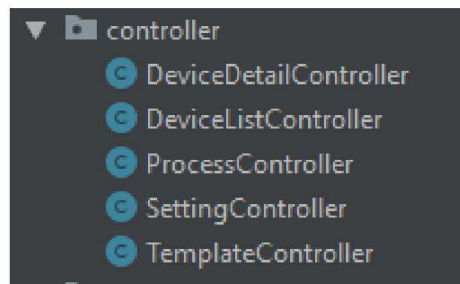 controller
DeviceDetailController
DeviceListController
ProcessController
SettingController
TemplateController